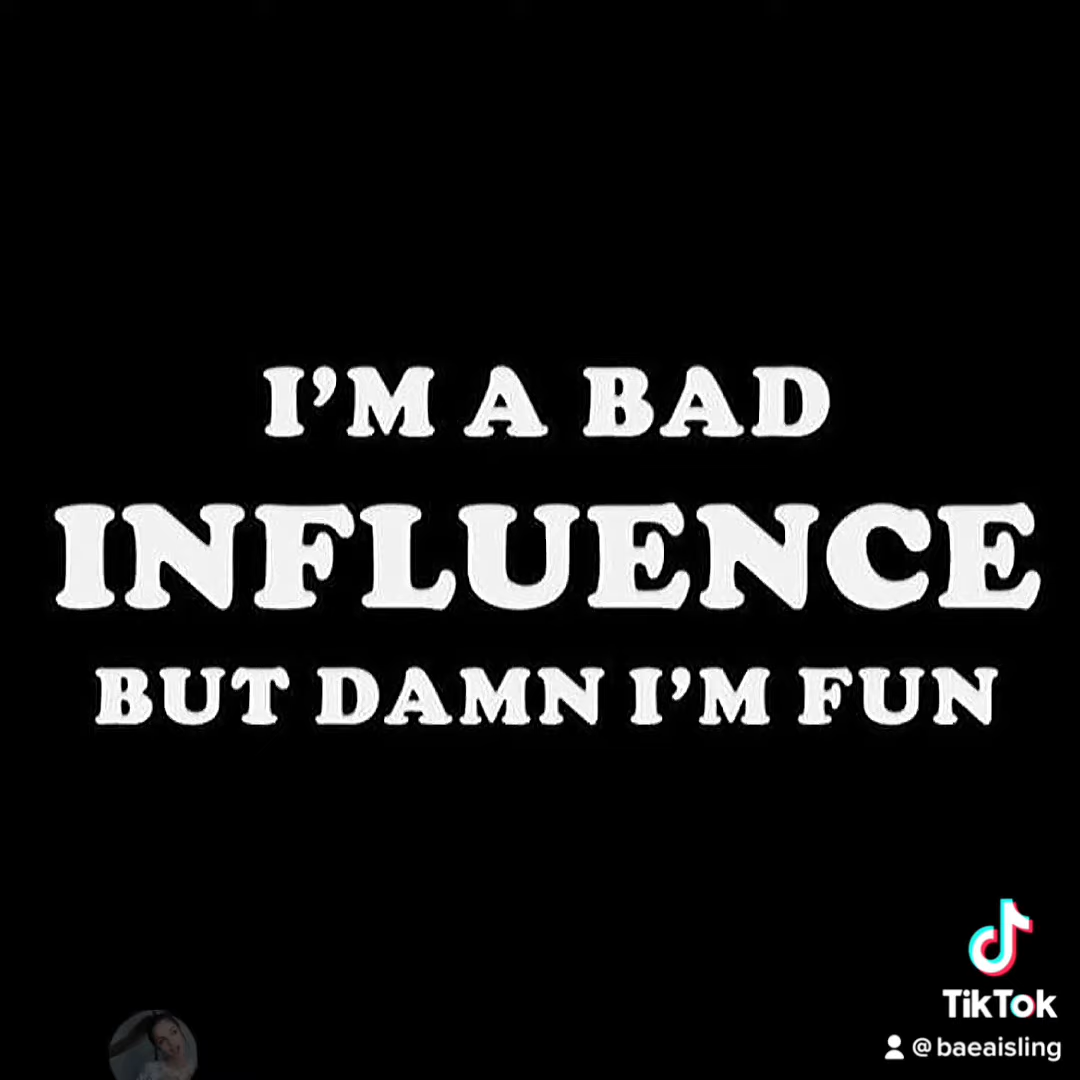 I'M A BAD
INFLUENCE
BUT DAMN I'M FUN
TikTok
@baeaisling